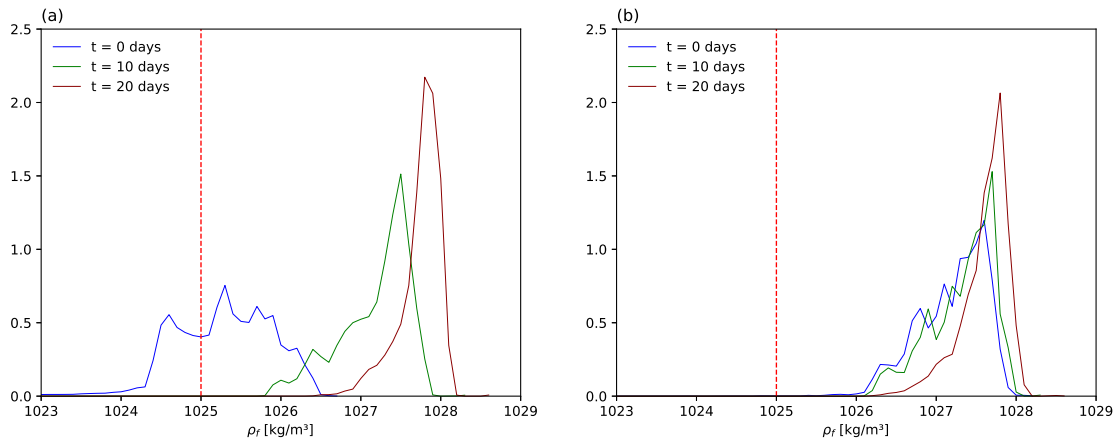 (a)
2.5
2.0
1.5
1.0
0.5
0.0
t = 0 days
t = 10 days
t = 20 days
1023 1024 1025 1026 1027 1028 1029
ρf [kg/m³]
(b)
2.5
2.0
1.5
1.0
0.5
0.0
t = 0 days
t = 10 days
t = 20 days
1023 1024 1025 1026 1027 1028 1029
ρf [kg/m³]